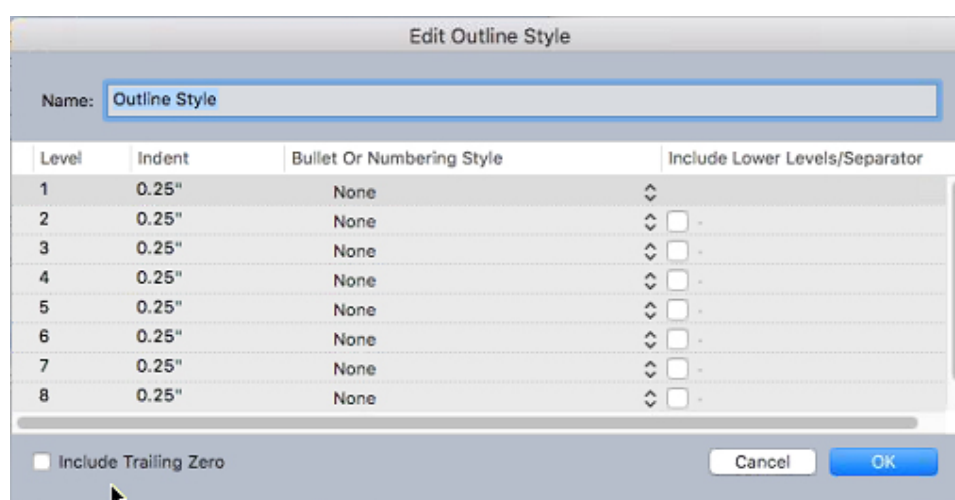 Edit Outline Style
Name: Outline Style
Level Indent Bullet Or Numbering Style Include Lower Levels/Separator
1 0.25" None
2 0.25" None .
3 0.25" None .
4 0.25" None .
5 0.25" None .
6 0.25" None .
7 0.25" None .
8 0.25" None .
Include Trailing Zero Cancel OK